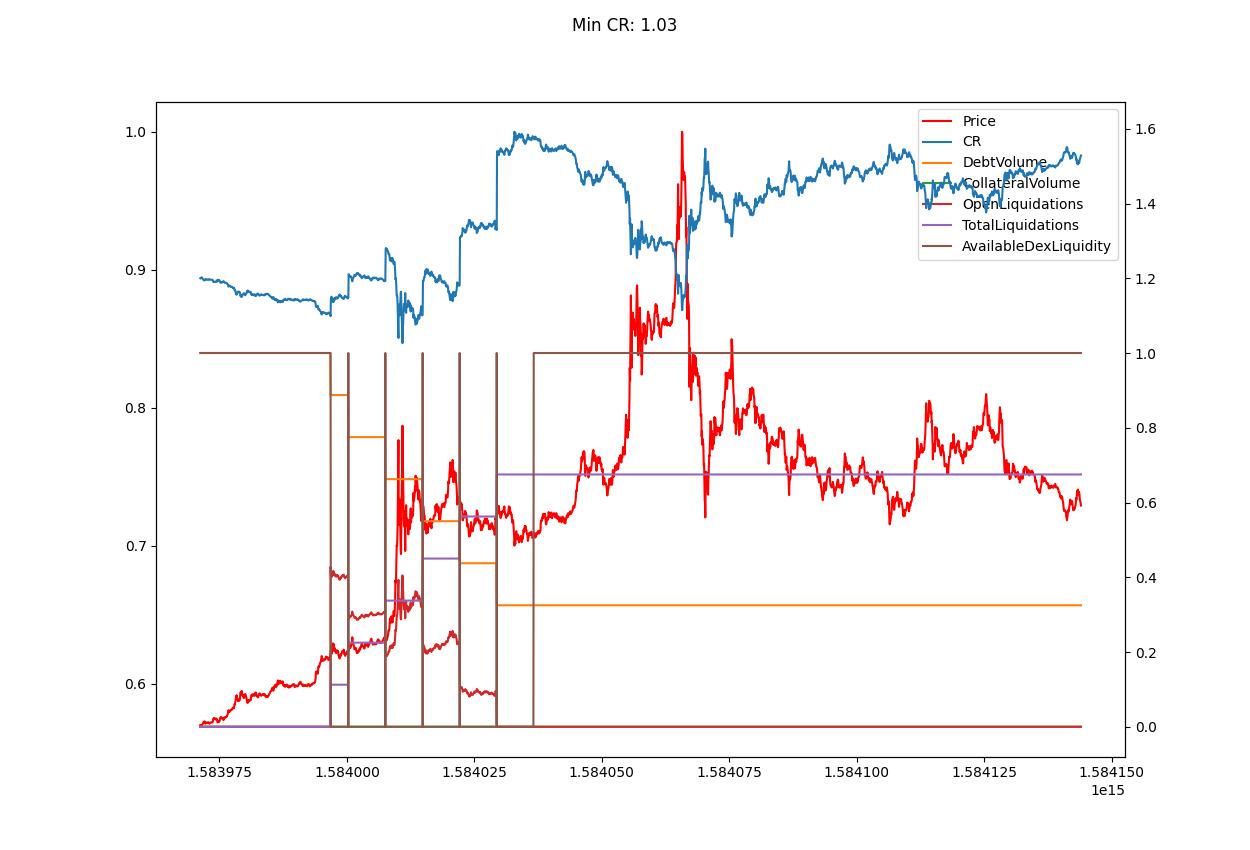 Min CR: 1.03
Price
CR
DebtVolume
CollateralVolume
OpenLiquidations
TotalLiquidations
AvailableDexLiquidity
1.0
0.9
0.8
0.7
0.6
1.6
1.4
1.2
1.0
0.8
0.6
0.4
0.2
0.0
1.583975 1.584000 1.584025 1.584050 1.584075 1.584100 1.584125 1.584150
1e15